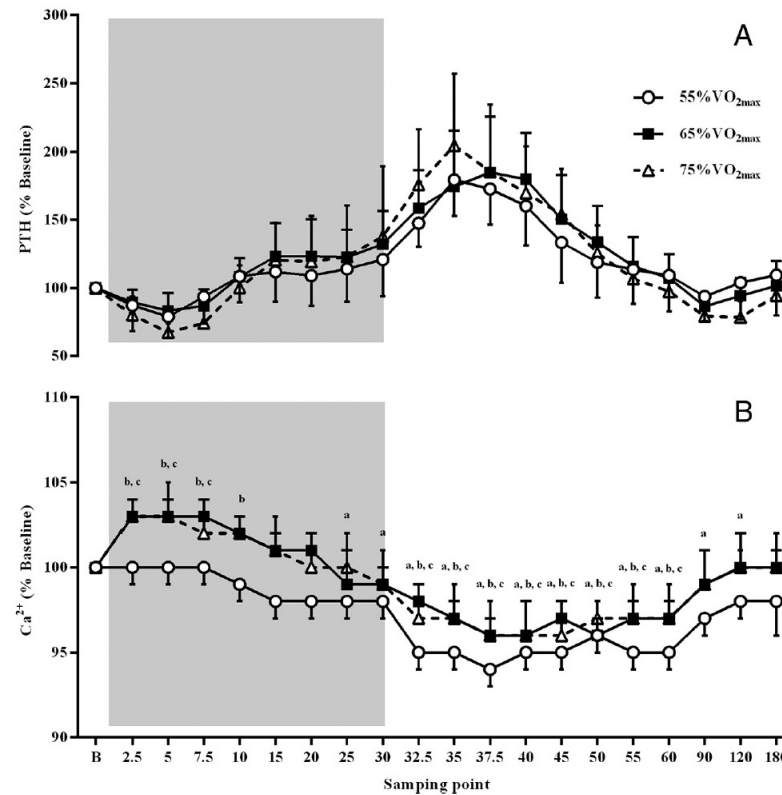 A
300
250
200
150
100
50
PTH (% Baseline)
55%VO2max
65%VO2max
75%VO2max
B
110
105
100
95
90
Ca2+ (% Baseline)
b, c
b, c
b, c
b
a
a
a, b, c
a, b, c
a, b, c
a, b, c
a, b, c
a, b, c
a, b, c
a, b, c
a
a
B 2.5 5 7.5 10 15 20 25 30 32.5 35 37.5 40 45 50 55 60 90 120 180
Samping point